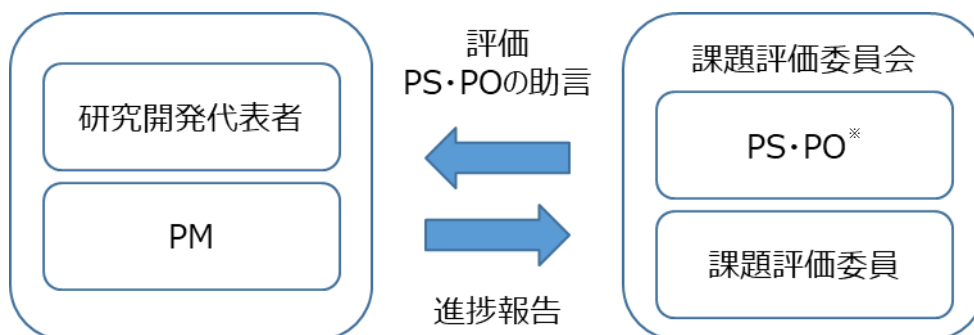 研究開発代表者
PM
評価
PS・POの助言
進捗報告
課題評価委員会
PS・PO※
課題評価委員